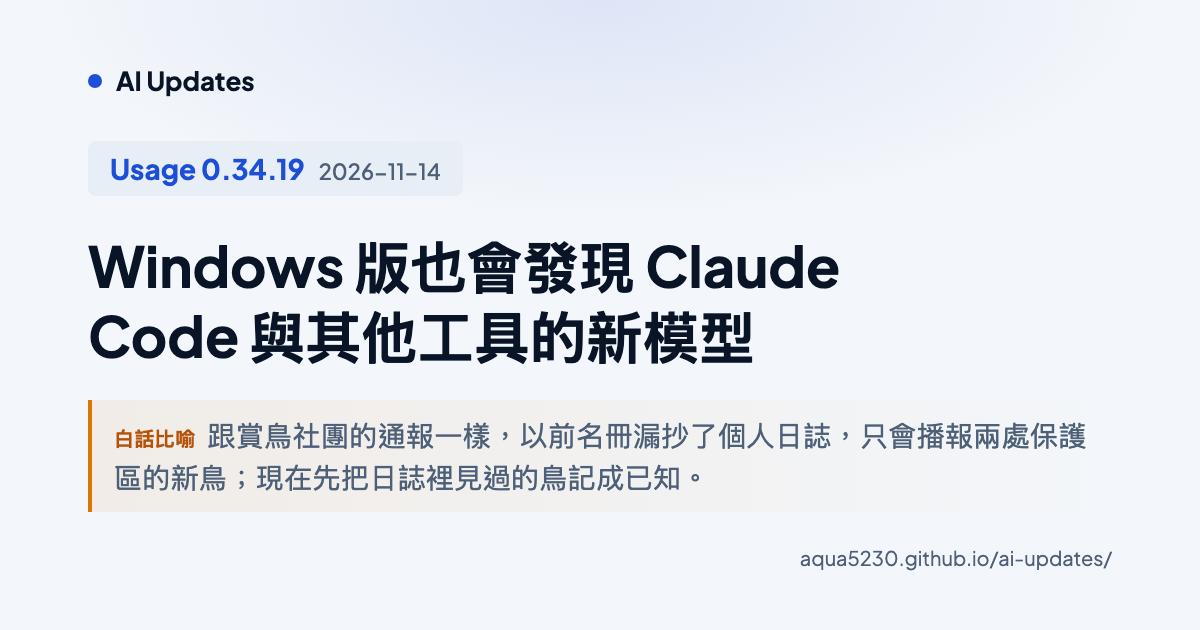 AI Updates
Usage 0.34.19 2026-11-14
Windows 版也會發現 Claude
Code 與其他工具的新模型
白話比喻 跟賞鳥社團的通報一樣，以前名冊漏抄了個人日誌，只會播報兩處保護
區的新鳥；現在先把日誌裡見過的鳥記成已知。
aqua5230.github.io/ai-updates/